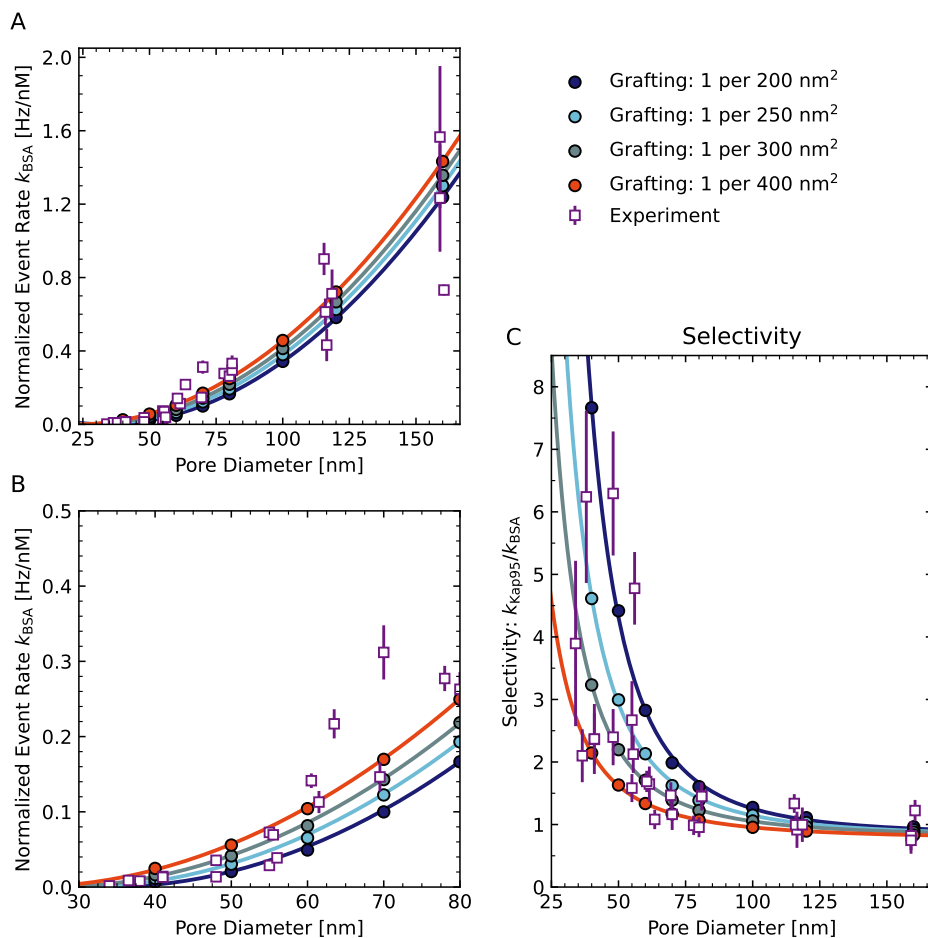 A
Normalized Event Rate k_BSA [Hz/nM]
2.0
1.6
1.2
0.8
0.4
0.0
25 50 75 100 125 150
Pore Diameter [nm]
Grafting: 1 per 200 nm²
Grafting: 1 per 250 nm²
Grafting: 1 per 300 nm²
Grafting: 1 per 400 nm²
Experiment
B
Normalized Event Rate k_BSA [Hz/nM]
0.5
0.4
0.3
0.2
0.1
0.0
30 40 50 60 70 80
Pore Diameter [nm]
C
Selectivity
Selectivity: k_Kap95/k_BSA
8
7
6
5
4
3
2
1
0
25 50 75 100 125 150
Pore Diameter [nm]